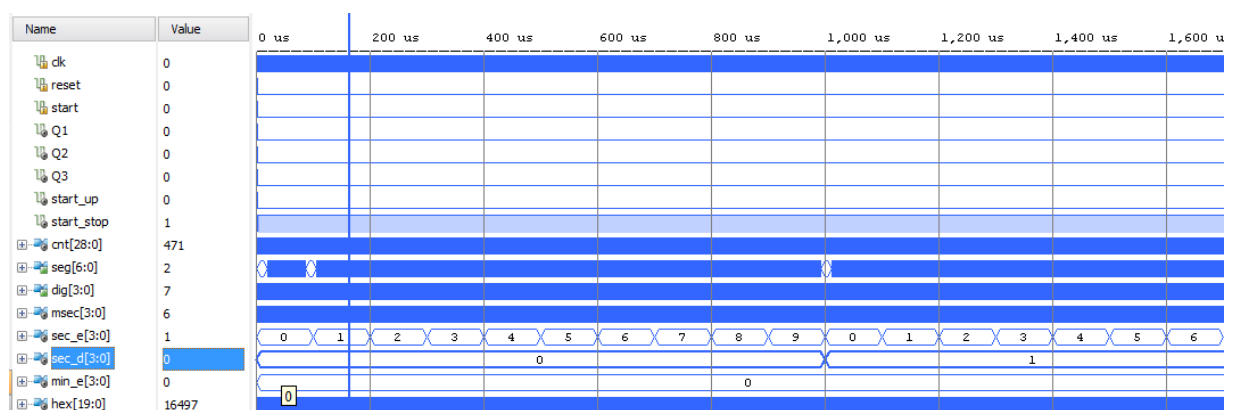 Name Value 0 us 200 us 400 us 600 us 800 us 1,000 us 1,200 us 1,400 us 1,600 u
clk 0
reset 0
start 0
Q1 0
Q2 0
Q3 0
start_up 0
start_stop 1
cnt[28:0] 471
seg[6:0] 2
dig[3:0] 7
msec[3:0] 6
sec_e[3:0] 1 0 1 2 3 4 5 6 7 8 9 0 1 2 3 4 5 6
sec_d[3:0] 0 0 1
min_e[3:0] 0 0
0
hex[19:0] 16497